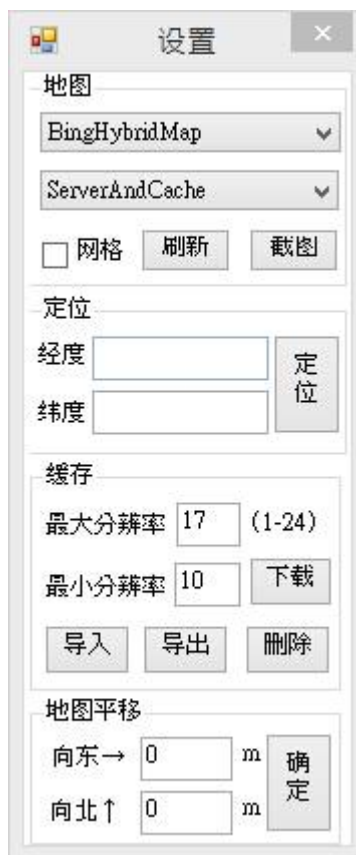 设置
地图
BingHybridMap
ServerAndCache
网格 刷新 截图
定位
经度
定位
纬度
缓存
最大分辨率 17 (1-24)
最小分辨率 10 下载
导入 导出 删除
地图平移
向东→ 0 m
确定
向北↑ 0 m